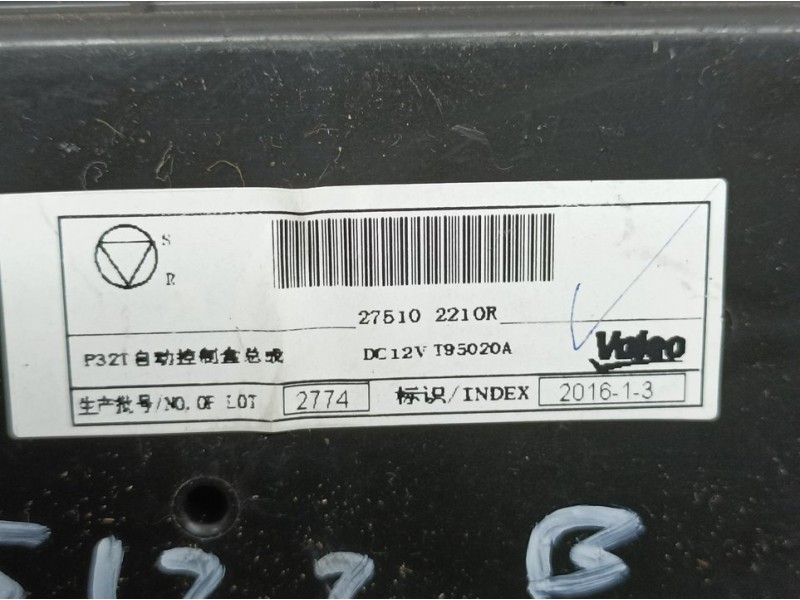 S
R
27510 2210R
P32T自动控制盒总成 DC12V T95020A Valeo
生产批号/NO.OF LOT 2774 标识/INDEX 2016-1-3
B